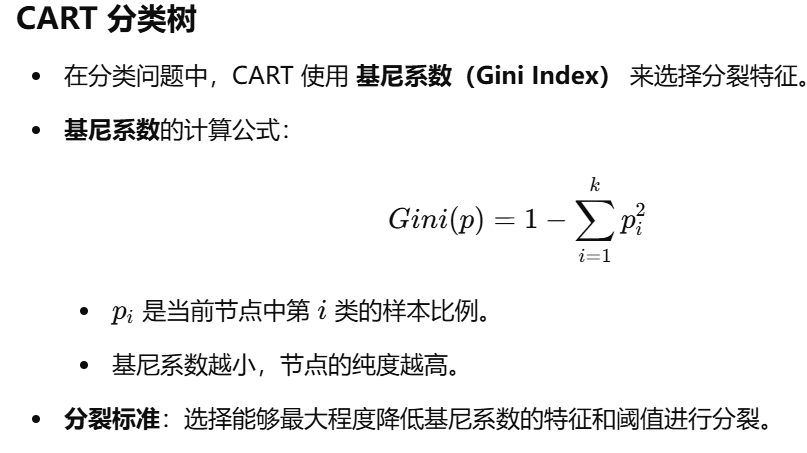 CART 分类树
• 在分类问题中，CART 使用 基尼系数（Gini Index） 来选择分裂特征。
• 基尼系数的计算公式：
Gini(p) = 1 − ∑_{i=1}^{k} p_i^2
• p_i 是当前节点中第 i 类的样本比例。
• 基尼系数越小，节点的纯度越高。
• 分裂标准：选择能够最大程度降低基尼系数的特征和阈值进行分裂。